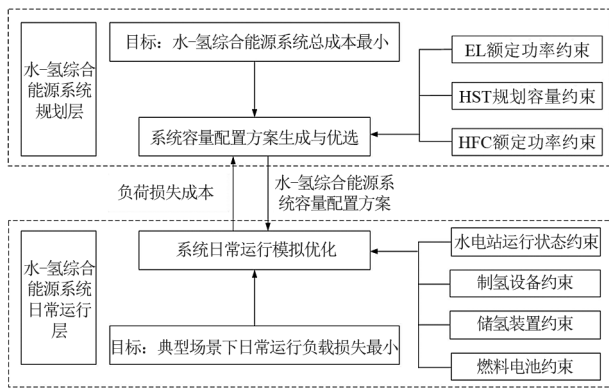 水-氢综合
能源系统
规划层
目标：水-氢综合能源系统总成本最小
系统容量配置方案生成与优选
EL额定功率约束
HST规划容量约束
HFC额定功率约束
负荷损失成本
水-氢综合能源系
统容量配置方案
水-氢综合
能源系统
日常运行
层
系统日常运行模拟优化
目标：典型场景下日常运行负载损失最小
水电站运行状态约束
制氢设备约束
储氢装置约束
燃料电池约束